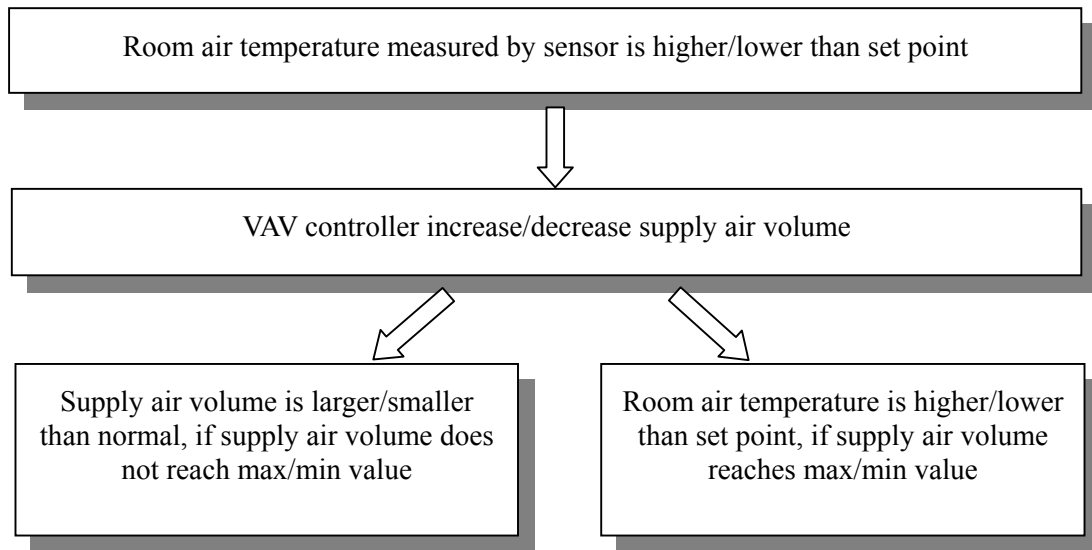 Room air temperature measured by sensor is higher/lower than set point
VAV controller increase/decrease supply air volume
Supply air volume is larger/smaller
than normal, if supply air volume does
not reach max/min value
Room air temperature is higher/lower
than set point, if supply air volume
reaches max/min value